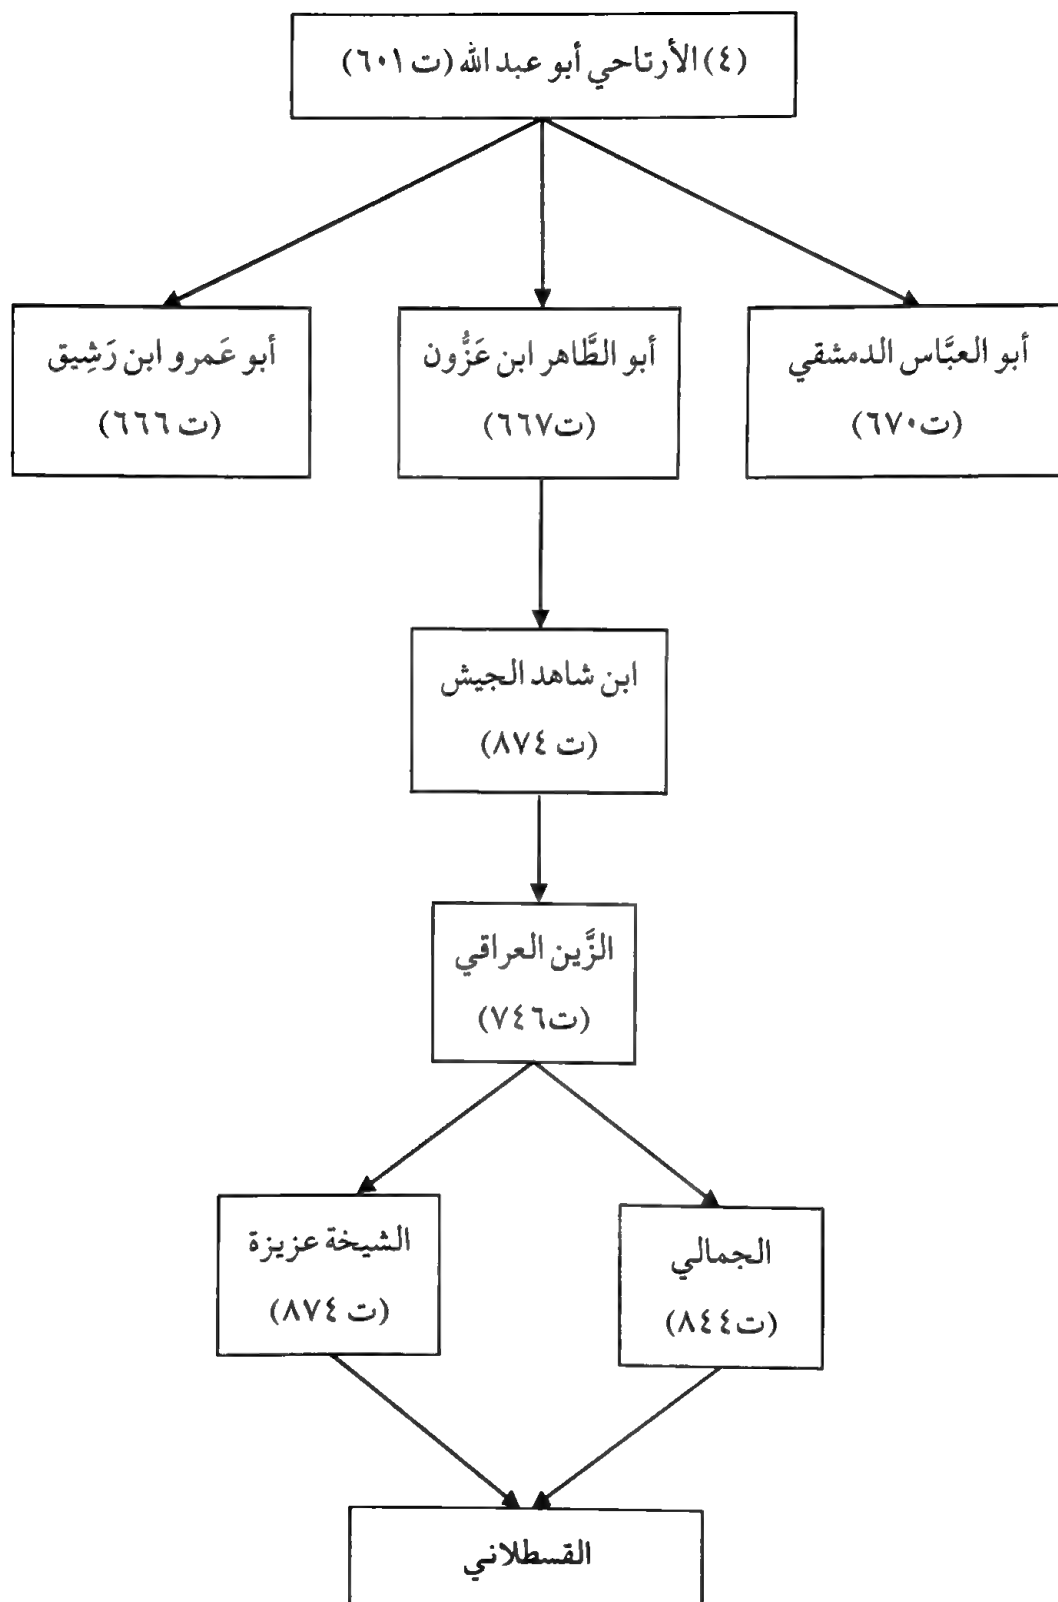 (٤) الأرتاحي أبو عبد الله (ت ٦٠١)
أبو العبَّاس الدمشقي
(ت٦٧٠)
أبو الطَّاهر ابن عَزُّون
(ت٦٦٧)
أبو عَمرو ابن رَشِيق
(ت ٦٦٦)
ابن شاهد الجيش
(ت ٨٧٤)
الزَّين العراقي
(ت٧٤٦)
الجمالي
(ت٨٤٤)
الشيخة عزيزة
(ت ٨٧٤)
القسطلاني